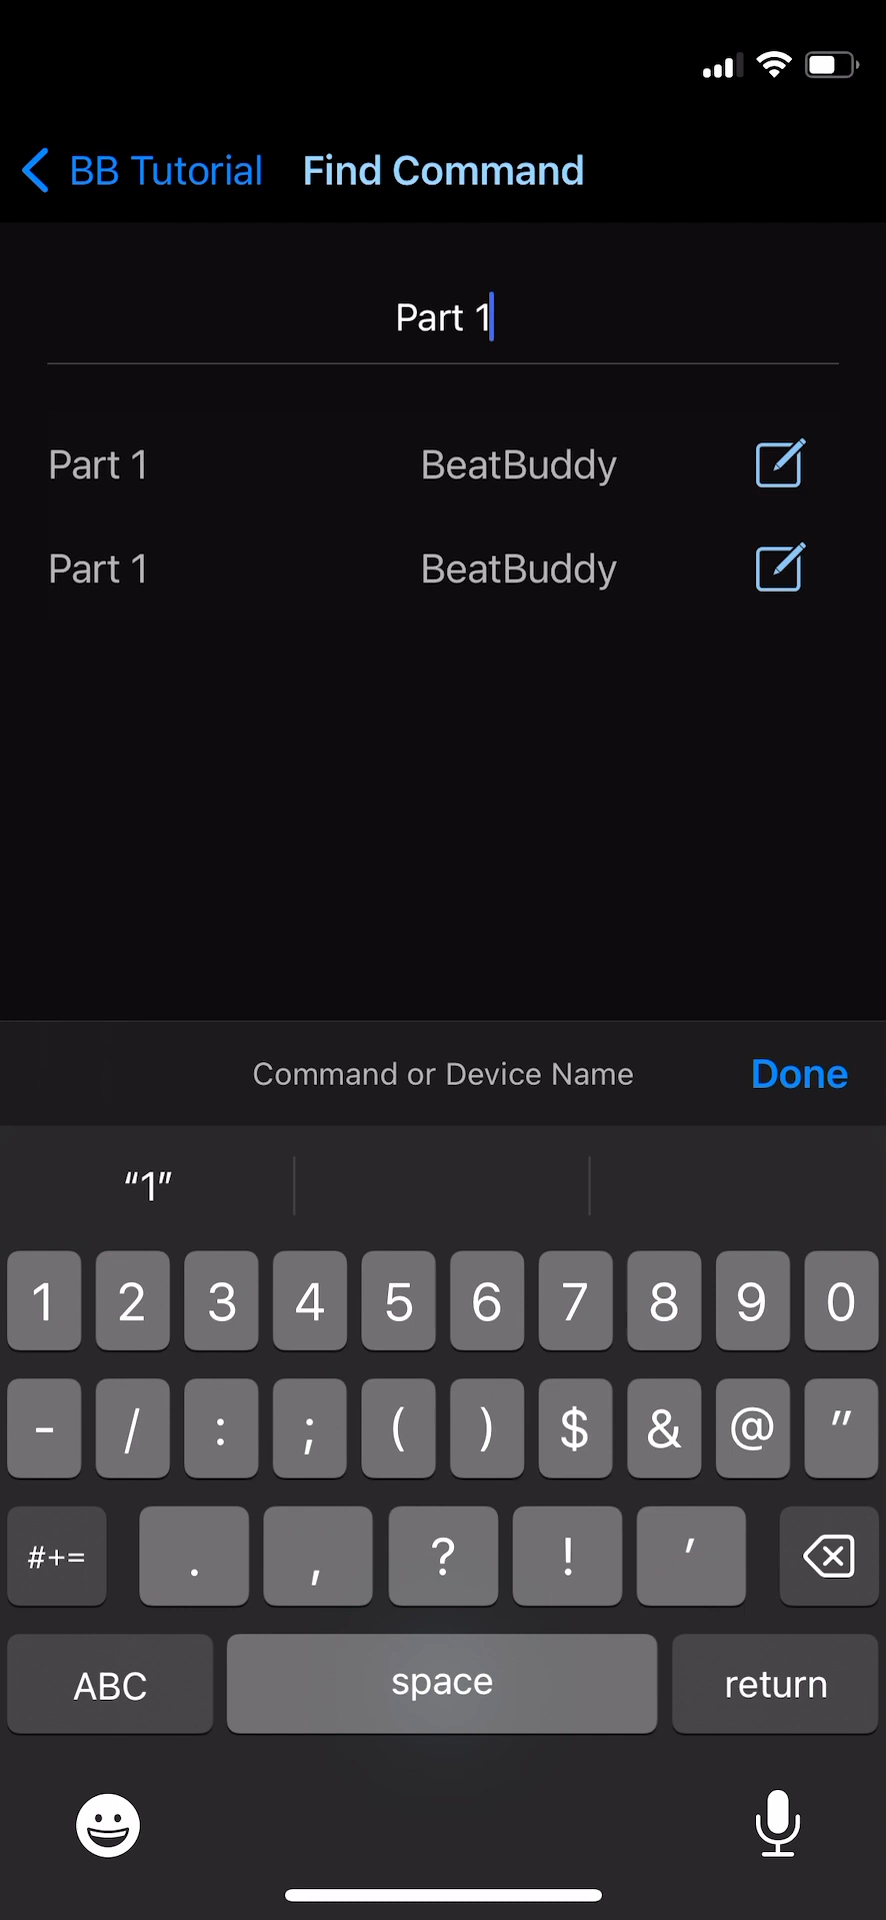 BB Tutorial Find Command
Part 1
Part 1 BeatBuddy
Part 1 BeatBuddy
Command or Device Name Done
“1”
1 2 3 4 5 6 7 8 9 0
- / : ; ( ) $ & @ "
#+= . , ? ! ’
ABC space return